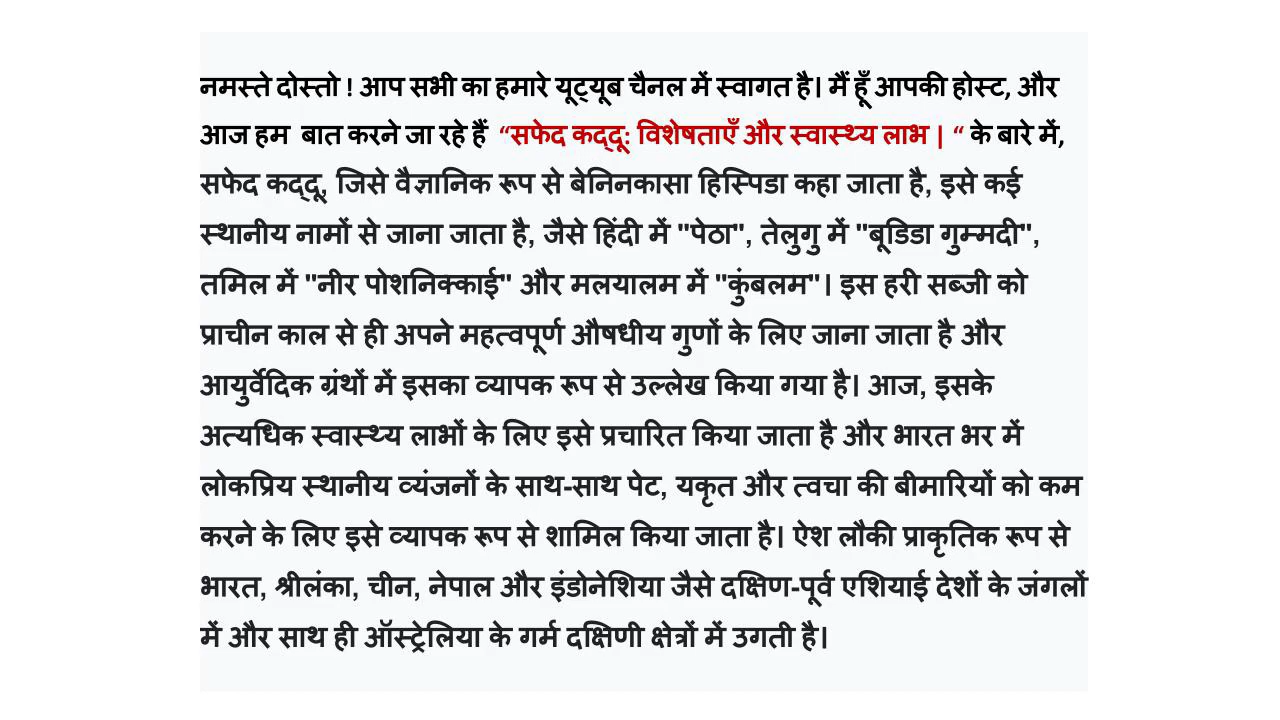 नमस्ते दोस्तो ! आप सभी का हमारे यूट्यूब चैनल में स्वागत है। मैं हूँ आपकी होस्ट, और
आज हम बात करने जा रहे हैं “सफेद कद्दू: विशेषताएँ और स्वास्थ्य लाभ | “ के बारे में,
सफेद कद्दू, जिसे वैज्ञानिक रूप से बेनिनकासा हिस्पिडा कहा जाता है, इसे कई
स्थानीय नामों से जाना जाता है, जैसे हिंदी में "पेठा", तेलुगु में "बूडिडा गुम्मदी",
तमिल में "नीर पोशनिक्काई" और मलयालम में "कुंबलम"। इस हरी सब्जी को
प्राचीन काल से ही अपने महत्वपूर्ण औषधीय गुणों के लिए जाना जाता है और
आयुर्वेदिक ग्रंथों में इसका व्यापक रूप से उल्लेख किया गया है। आज, इसके
अत्यधिक स्वास्थ्य लाभों के लिए इसे प्रचारित किया जाता है और भारत भर में
लोकप्रिय स्थानीय व्यंजनों के साथ-साथ पेट, यकृत और त्वचा की बीमारियों को कम
करने के लिए इसे व्यापक रूप से शामिल किया जाता है। ऐश लौकी प्राकृतिक रूप से
भारत, श्रीलंका, चीन, नेपाल और इंडोनेशिया जैसे दक्षिण-पूर्व एशियाई देशों के जंगलों
में और साथ ही ऑस्ट्रेलिया के गर्म दक्षिणी क्षेत्रों में उगती है।